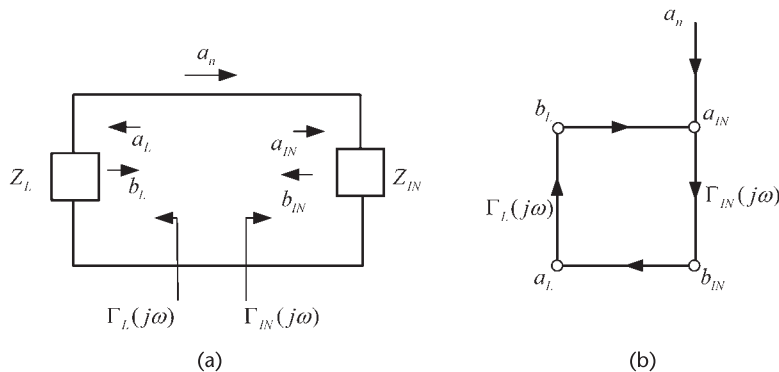 a_n
a_L
b_L
Z_L
a_IN
b_IN
Z_IN
Γ_L(jω)
Γ_IN(jω)
(a)
a_n
b_L
a_IN
Γ_L(jω)
Γ_IN(jω)
a_L
b_IN
(b)